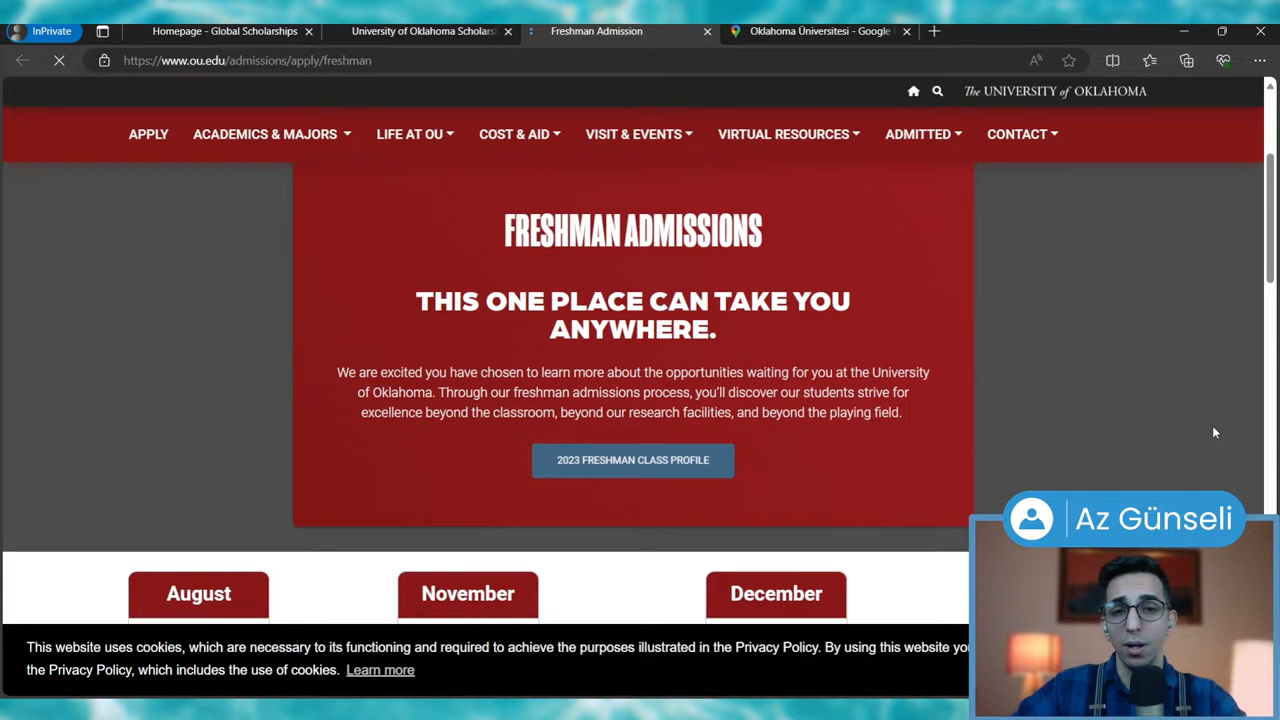 InPrivate
Homepage - Global Scholarships
University of Oklahoma Scholars
Freshman Admission
Oklahoma Üniversitesi - Google
https://www.ou.edu/admissions/apply/freshman
The UNIVERSITY of OKLAHOMA
APPLY
ACADEMICS & MAJORS
LIFE AT OU
COST & AID
VISIT & EVENTS
VIRTUAL RESOURCES
ADMITTED
CONTACT
FRESHMAN ADMISSIONS
THIS ONE PLACE CAN TAKE YOU
ANYWHERE.
We are excited you have chosen to learn more about the opportunities waiting for you at the University
of Oklahoma. Through our freshman admissions process, you'll discover our students strive for
excellence beyond the classroom, beyond our research facilities, and beyond the playing field.
2023 FRESHMAN CLASS PROFILE
Az Günseli
August
November
December
This website uses cookies, which are necessary to its functioning and required to achieve the purposes illustrated in the Privacy Policy. By using this website yo
the Privacy Policy, which includes the use of cookies. Learn more